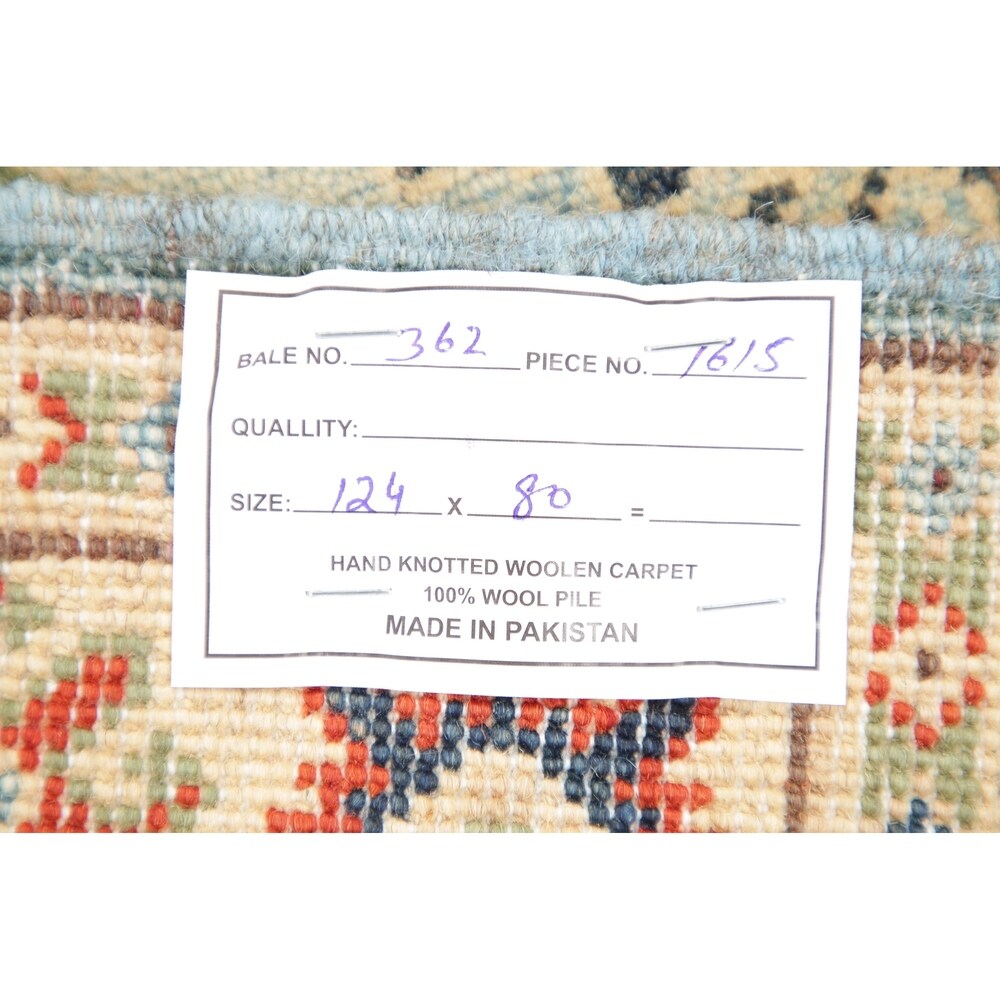 BALE NO. 362 PIECE NO. 1615
QUALLITY:
SIZE: 124 X 80 =
HAND KNOTTED WOOLEN CARPET
100% WOOL PILE
MADE IN PAKISTAN